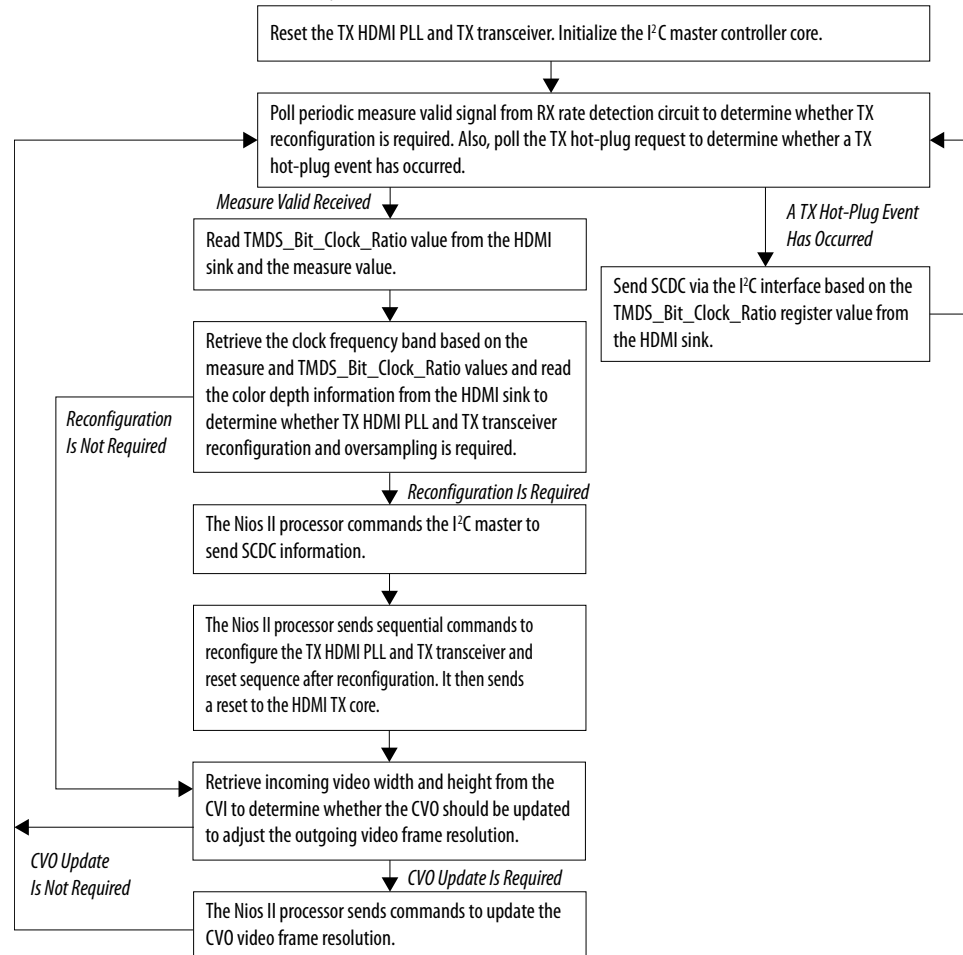 Reset the TX HDMI PLL and TX transceiver. Initialize the I²C master controller core.
Poll periodic measure valid signal from RX rate detection circuit to determine whether TX
reconfiguration is required. Also, poll the TX hot-plug request to determine whether a TX
hot-plug event has occurred.
Measure Valid Received
A TX Hot-Plug Event
Has Occurred
Read TMDS_Bit_Clock_Ratio value from the HDMI
sink and the measure value.
Send SCDC via the I²C interface based on the
TMDS_Bit_Clock_Ratio register value from
the HDMI sink.
Retrieve the clock frequency band based on the
measure and TMDS_Bit_Clock_Ratio values and read
the color depth information from the HDMI sink to
determine whether TX HDMI PLL and TX transceiver
reconfiguration and oversampling is required.
Reconfiguration
Is Not Required
Reconfiguration Is Required
The Nios II processor commands the I²C master to
send SCDC information.
The Nios II processor sends sequential commands to
reconfigure the TX HDMI PLL and TX transceiver and
reset sequence after reconfiguration. It then sends
a reset to the HDMI TX core.
Retrieve incoming video width and height from the
CVI to determine whether the CVO should be updated
to adjust the outgoing video frame resolution.
CVO Update
Is Not Required
CVO Update Is Required
The Nios II processor sends commands to update the
CVO video frame resolution.